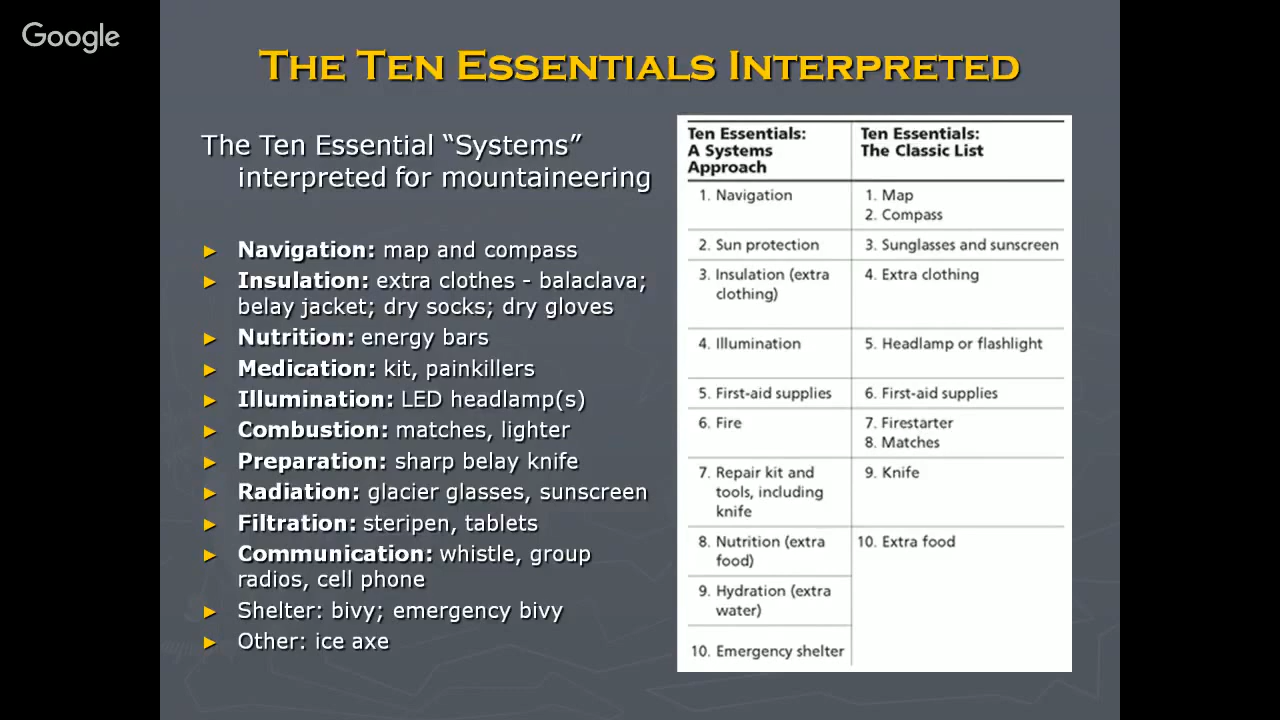 Google
THE TEN ESSENTIALS INTERPRETED
The Ten Essential “Systems”
interpreted for mountaineering
► Navigation: map and compass
► Insulation: extra clothes - balaclava;
belay jacket; dry socks; dry gloves
► Nutrition: energy bars
► Medication: kit, painkillers
► Illumination: LED headlamp(s)
► Combustion: matches, lighter
► Preparation: sharp belay knife
► Radiation: glacier glasses, sunscreen
► Filtration: steripen, tablets
► Communication: whistle, group
radios, cell phone
► Shelter: bivy; emergency bivy
► Other: ice axe
Ten Essentials:
A Systems
Approach
Ten Essentials:
The Classic List
1. Navigation
1. Map
2. Compass
2. Sun protection
3. Sunglasses and sunscreen
3. Insulation (extra
clothing)
4. Extra clothing
4. Illumination
5. Headlamp or flashlight
5. First-aid supplies
6. First-aid supplies
6. Fire
7. Firestarter
8. Matches
7. Repair kit and
tools, including
knife
9. Knife
8. Nutrition (extra
food)
10. Extra food
9. Hydration (extra
water)
10. Emergency shelter